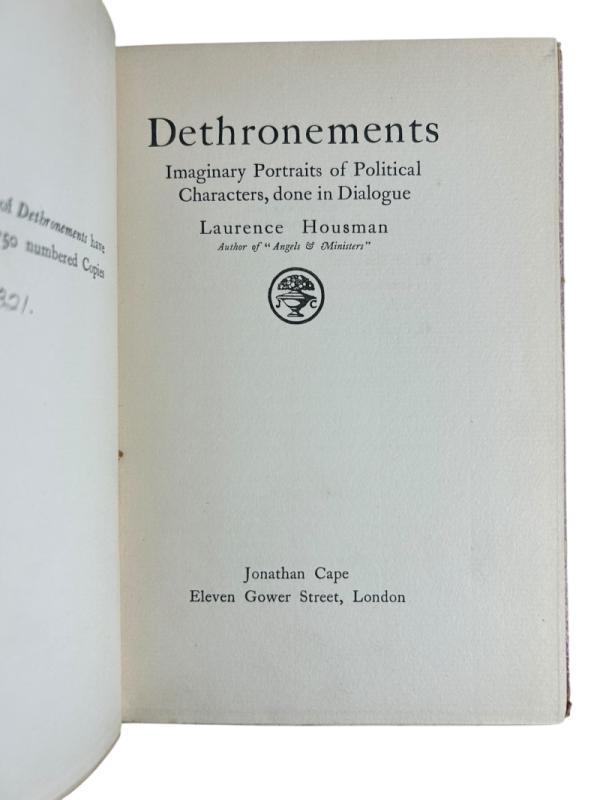 of Dethronements have
numbered Copies
Dethronements
Imaginary Portraits of Political
Characters, done in Dialogue
Laurence Housman
Author of "Angels & Ministers"
J C
Jonathan Cape
Eleven Gower Street, London